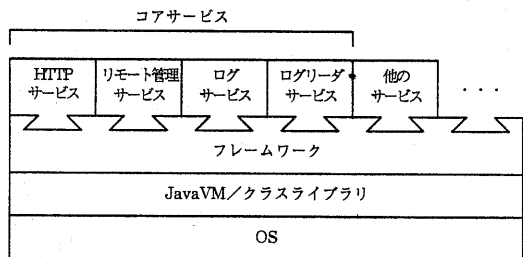 コアサービス
HTTP
サービス
リモート管理
サービス
ログ
サービス
ログリーダ
サービス
他の
サービス
...
フレームワーク
JavaVM/クラスライブラリ
OS